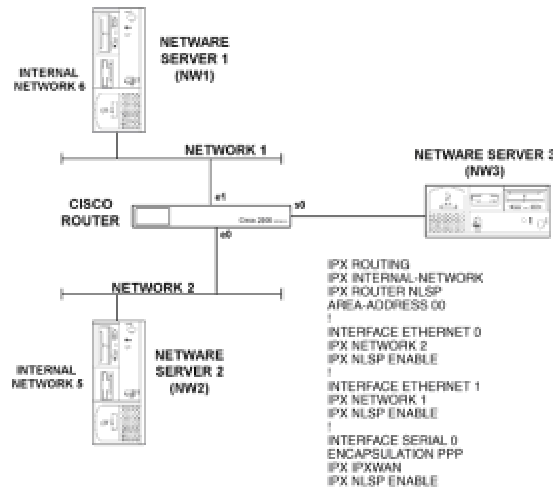 NETWARE
SERVER 1
(NW1)
INTERNAL
NETWORK 6
NETWORK 1
NETWARE SERVER 3
(NW3)
CISCO
ROUTER
e1
s0
Cisco 2500
e0
NETWORK 2
INTERNAL
NETWORK 5
NETWARE
SERVER 2
(NW2)
IPX ROUTING
IPX INTERNAL-NETWORK
IPX ROUTER NLSP
AREA-ADDRESS 00
!
INTERFACE ETHERNET 0
IPX NETWORK 2
IPX NLSP ENABLE
!
INTERFACE ETHERNET 1
IPX NETWORK 1
IPX NLSP ENABLE
!
INTERFACE SERIAL 0
ENCAPSULATION PPP
IPX IPXWAN
IPX NLSP ENABLE